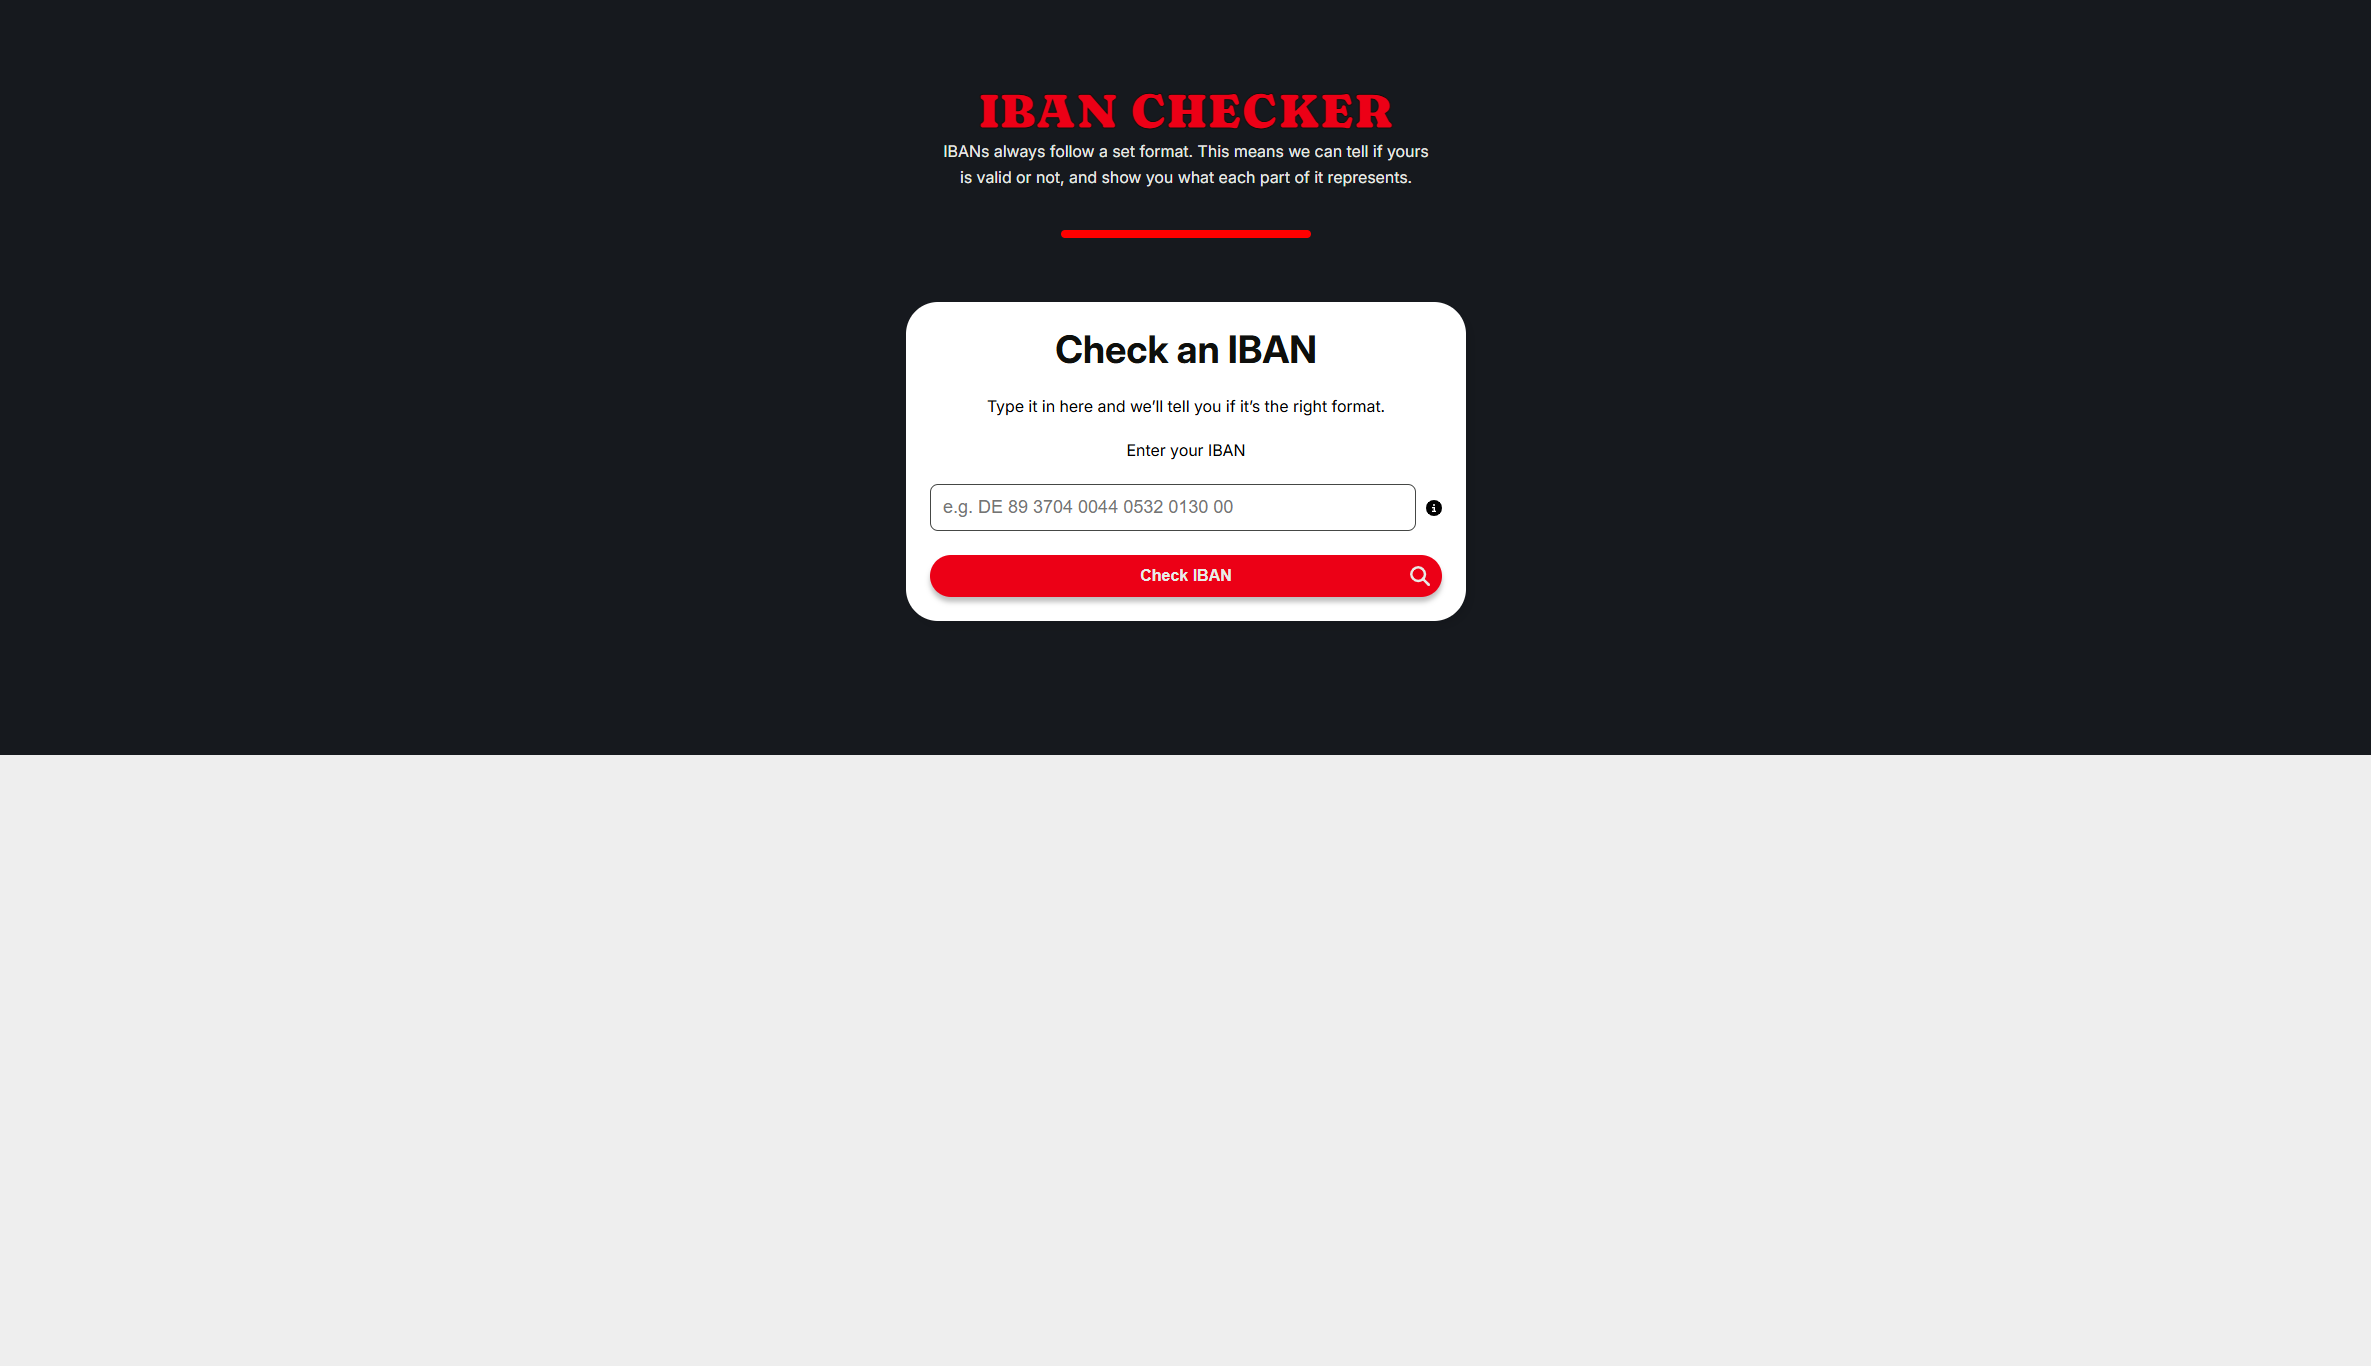 IBAN CHECKER
IBANs always follow a set format. This means we can tell if yours
is valid or not, and show you what each part of it represents.
Check an IBAN
Type it in here and we’ll tell you if it’s the right format.
Enter your IBAN
e.g. DE 89 3704 0044 0532 0130 00
Check IBAN